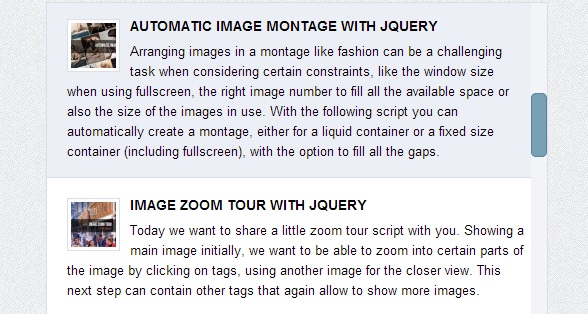 AUTOMATIC IMAGE MONTAGE WITH JQUERY
Arranging images in a montage like fashion can be a challenging
task when considering certain constraints, like the window size
when using fullscreen, the right image number to fill all the available space or
also the size of the images in use. With the following script you can
automatically create a montage, either for a liquid container or a fixed size
container (including fullscreen), with the option to fill all the gaps.
IMAGE ZOOM TOUR WITH JQUERY
Today we want to share a little zoom tour script with you. Showing a
main image initially, we want to be able to zoom into certain parts of
the image by clicking on tags, using another image for the closer view. This
next step can contain other tags that again allow to show more images.